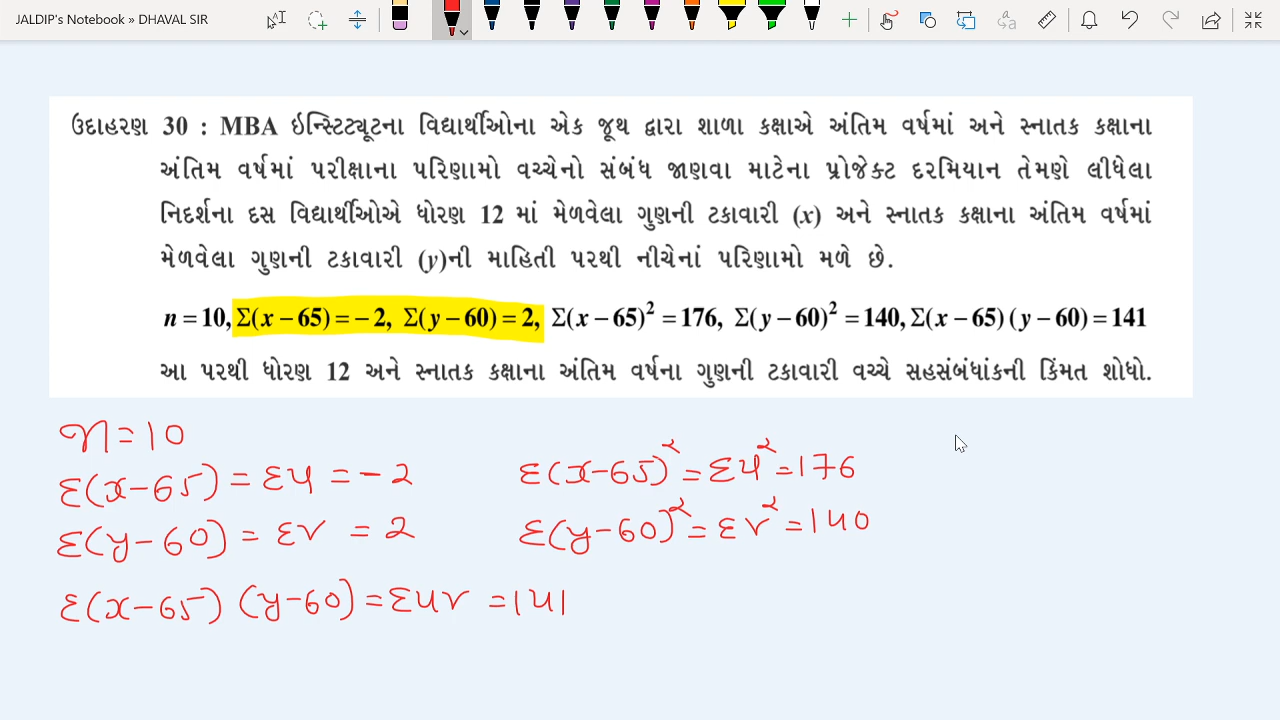 JALDIP's Notebook » DHAVAL SIR
ઉદાહરણ 30 : MBA ઇન્સ્ટિટ્યૂટના વિદ્યાર્થીઓના એક જૂથ દ્વારા શાળા કક્ષાએ અંતિમ વર્ષમાં અને સ્નાતક કક્ષાના
અંતિમ વર્ષમાં પરીક્ષાના પરિણામો વચ્ચેનો સંબંધ જાણવા માટેના પ્રોજેક્ટ દરમિયાન તેમણે લીધેલા
નિદર્શના દસ વિદ્યાર્થીઓએ ધોરણ 12 માં મેળવેલા ગુણની ટકાવારી (x) અને સ્નાતક કક્ષાના અંતિમ વર્ષમાં
મેળવેલા ગુણની ટકાવારી (y)ની માહિતી પરથી નીચેનાં પરિણામો મળે છે.
n = 10, Σ(x – 65) = – 2, Σ(y – 60) = 2, Σ(x – 65)² = 176, Σ(y – 60)² = 140, Σ(x – 65) (y – 60) = 141
આ પરથી ધોરણ 12 અને સ્નાતક કક્ષાના અંતિમ વર્ષના ગુણની ટકાવારી વચ્ચે સહસંબંધાંકની કિંમત શોધો.
n = 10
Σ(x-65) = Σu = -2
Σ(x-65)² = Σu² = 176
Σ(y-60) = Σv = 2
Σ(y-60)² = Σv² = 140
Σ(x-65) (y-60) = Σuv = 141